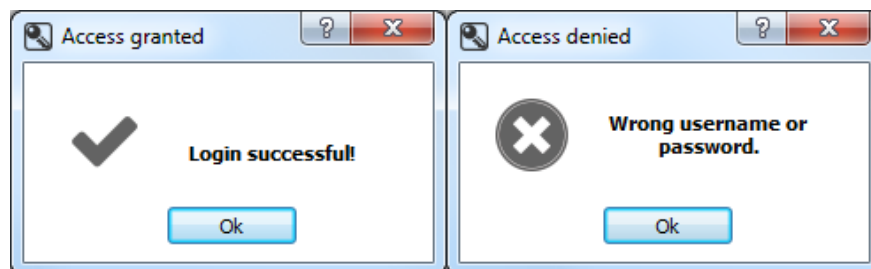 Access granted
Login successful!
Ok
Access denied
Wrong username or
password.
Ok